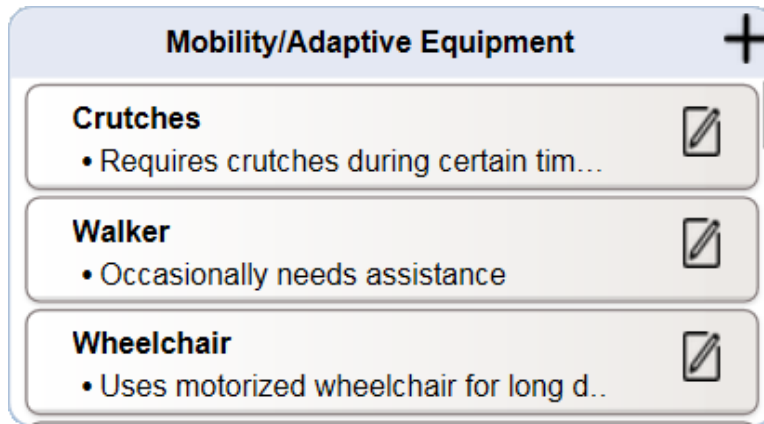 Mobility/Adaptive Equipment
Crutches
• Requires crutches during certain tim...
Walker
• Occasionally needs assistance
Wheelchair
• Uses motorized wheelchair for long d..